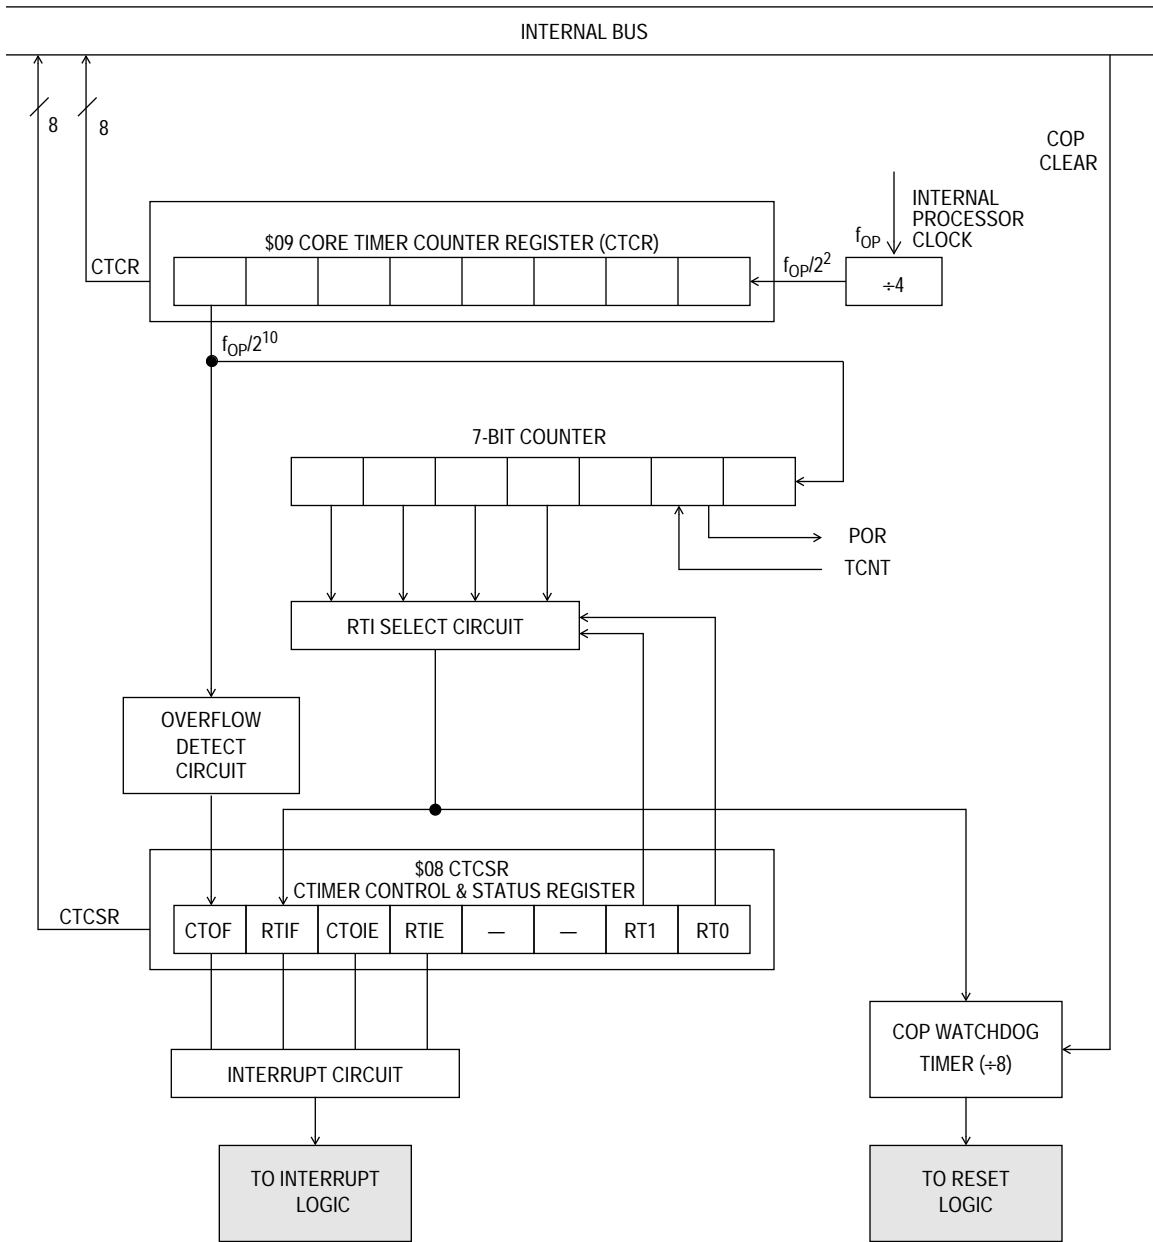 INTERNAL BUS
8
8
COP
CLEAR
INTERNAL
PROCESSOR
CLOCK
fOP
$09 CORE TIMER COUNTER REGISTER (CTCR)
CTCR
fOP/2²
÷4
fOP/2¹⁰
7-BIT COUNTER
POR
TCNT
RTI SELECT CIRCUIT
OVERFLOW
DETECT
CIRCUIT
$08 CTCSR
CTIMER CONTROL & STATUS REGISTER
CTCSR
CTOF RTIF CTOIE RTIE — — RT1 RT0
COP WATCHDOG
TIMER (÷8)
INTERRUPT CIRCUIT
TO INTERRUPT
LOGIC
TO RESET
LOGIC